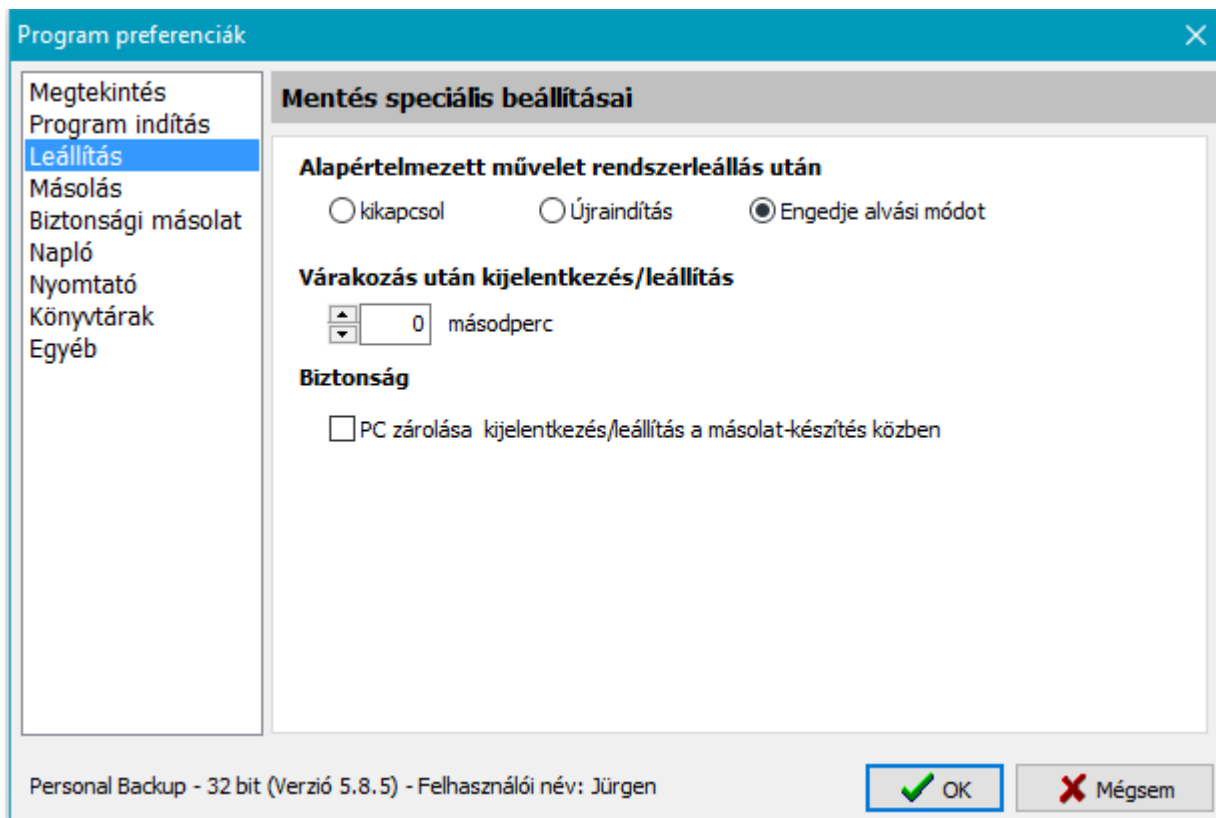 Program preferenciák
Megtekintés
Program indítás
Leállítás
Másolás
Biztonsági másolat
Napló
Nyomtató
Könyvtárak
Egyéb
Mentés speciális beállításai
Alapértelmezett művelet rendszerleállás után
kikapcsol Újraindítás Engedje alvási módot
Várakozás után kijelentkezés/leállítás
0 másodperc
Biztonság
PC zárolása kijelentkezés/leállítás a másolat-készítés közben
Personal Backup - 32 bit (Verzió 5.8.5) - Felhasználói név: Jürgen
OK Mégsem